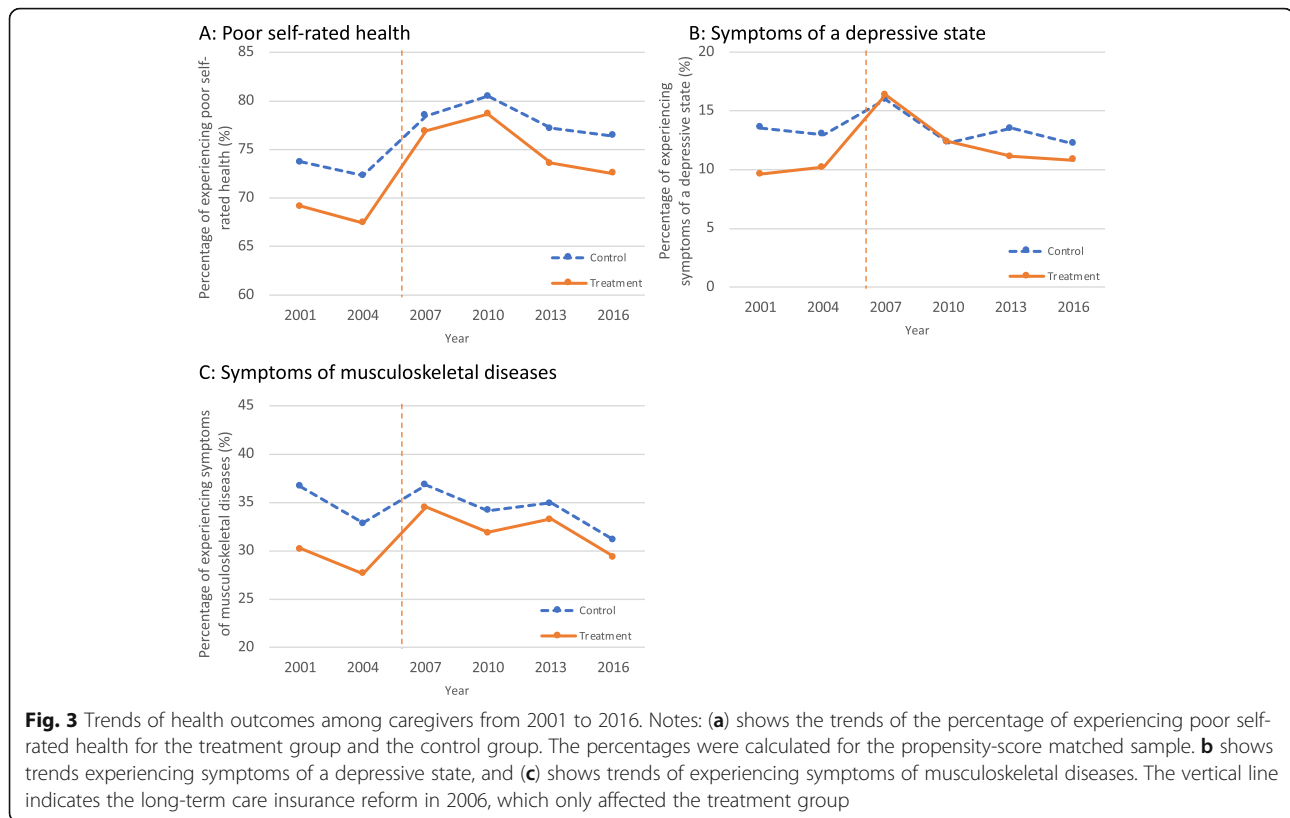 A: Poor self-rated health
Percentage of experiencing poor self-
rated health (%)
85
80
75
70
65
60
Control
Treatment
2001 2004 2007 2010 2013 2016
Year
B: Symptoms of a depressive state
Percentage of experiencing
symptoms of a depressive state (%)
20
15
10
5
0
Control
Treatment
2001 2004 2007 2010 2013 2016
Year
C: Symptoms of musculoskeletal diseases
Percentage of experiencing symptoms
of musculoskeletal diseases (%)
45
40
35
30
25
20
Control
Treatment
2001 2004 2007 2010 2013 2016
Year
Fig. 3 Trends of health outcomes among caregivers from 2001 to 2016. Notes: (a) shows the trends of the percentage of experiencing poor self-
rated health for the treatment group and the control group. The percentages were calculated for the propensity-score matched sample. b shows
trends experiencing symptoms of a depressive state, and (c) shows trends of experiencing symptoms of musculoskeletal diseases. The vertical line
indicates the long-term care insurance reform in 2006, which only affected the treatment group